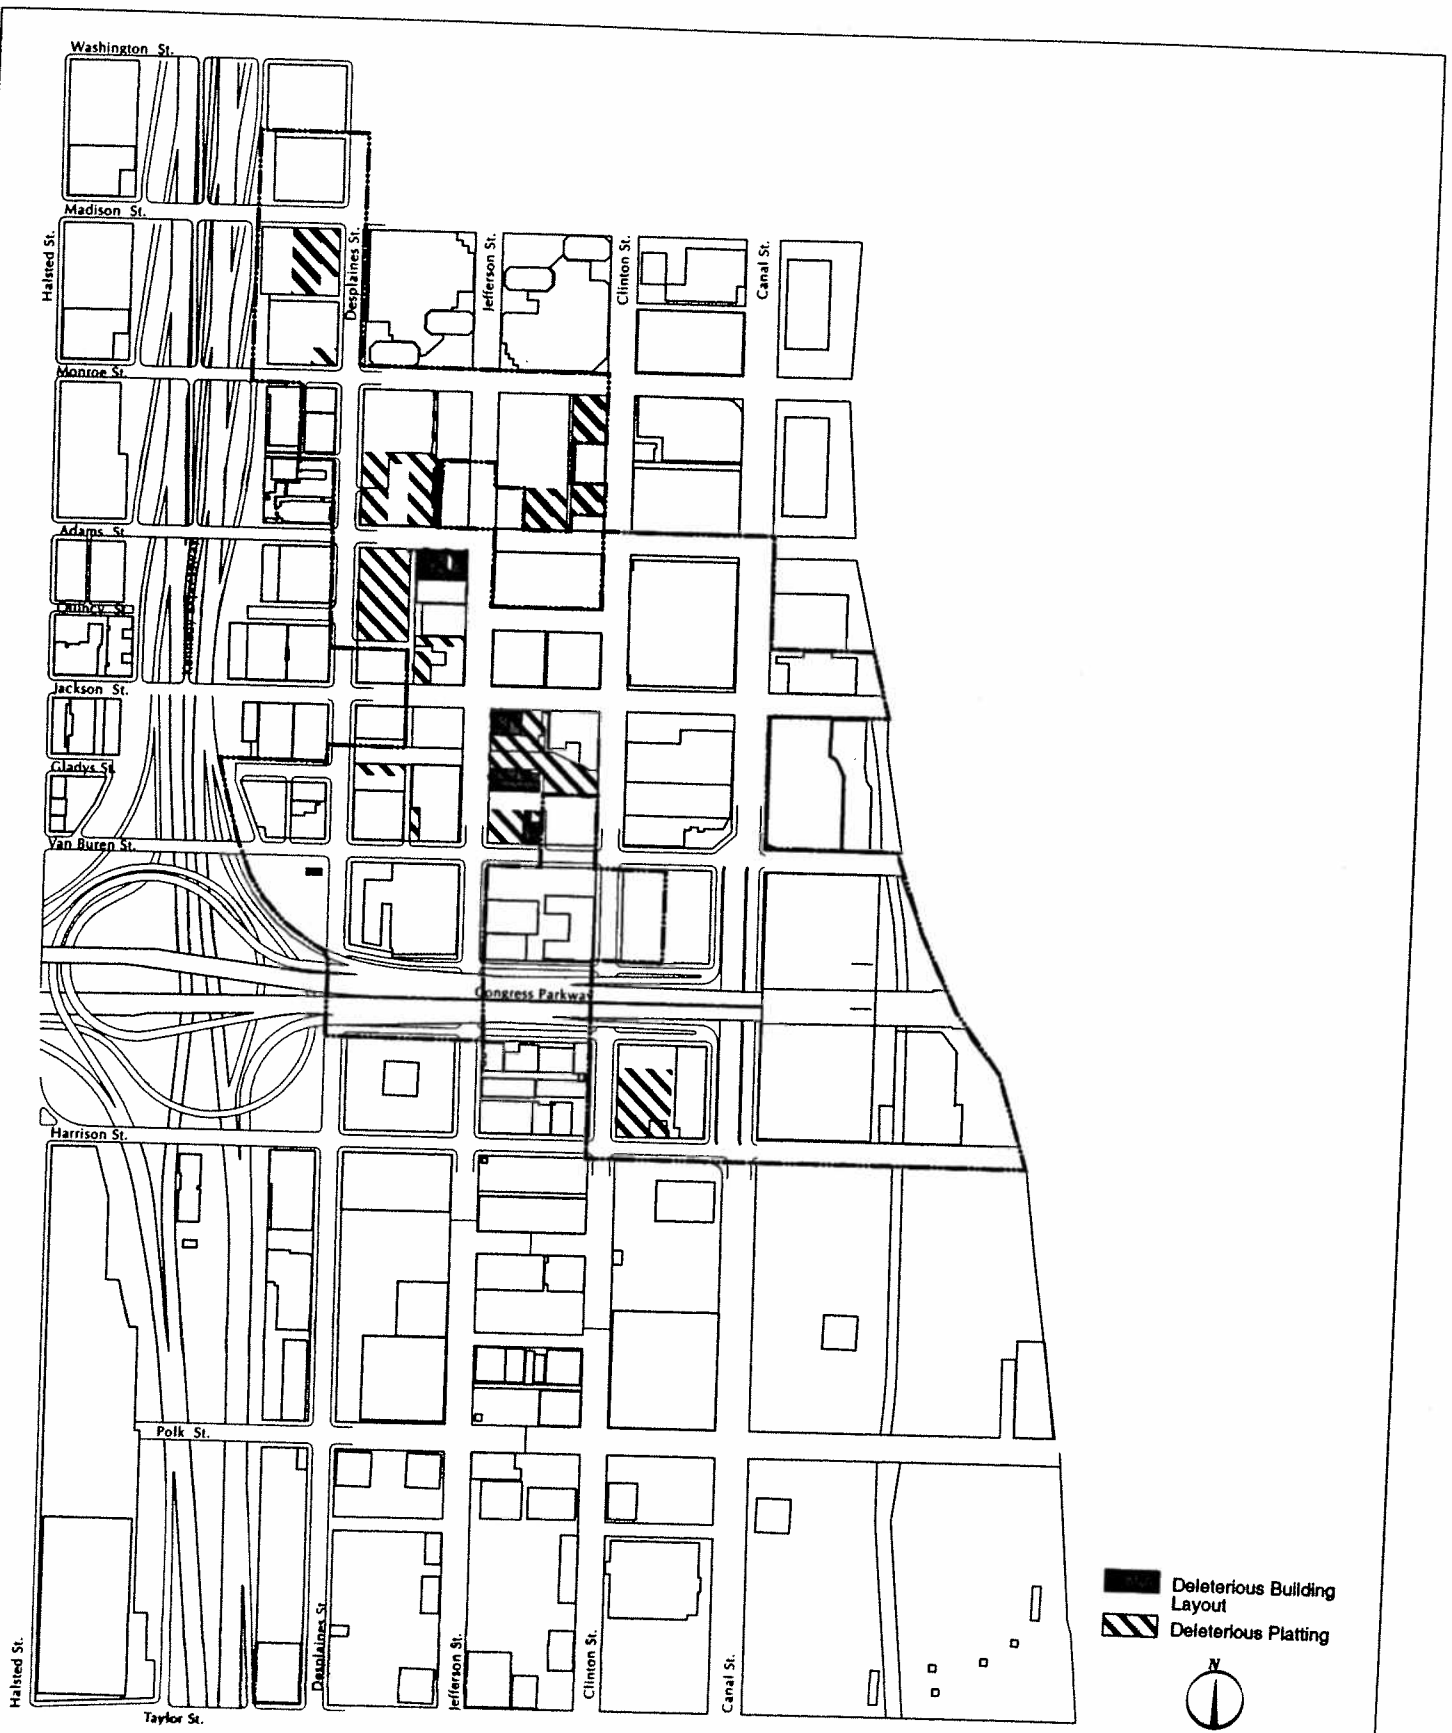 Washington St.
Madison St.
Halsted St.
Desplaines St.
Jefferson St.
Clinton St.
Canal St.
Monroe St.
Adams St.
Quincy St.
Kennedy Expressway
Jackson St.
Gladys St.
Van Buren St.
Congress Parkway
Harrison St.
Polk St.
Halsted St.
Desplaines St.
Jefferson St.
Clinton St.
Canal St.
Taylor St.
Deleterious Building
Layout
Deleterious Platting
N